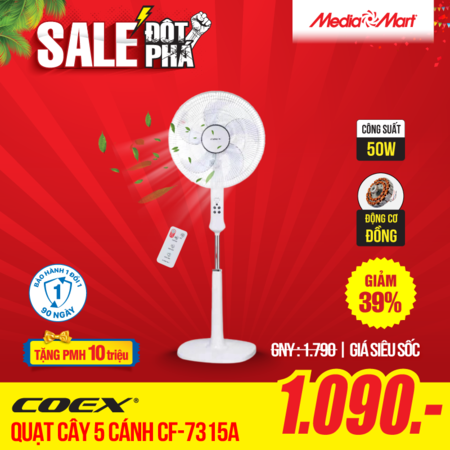 SALE ĐỘT PHÁ
MediaMart
CÔNG SUẤT
50W
ĐỘNG CƠ
ĐỒNG
GIẢM
39%
BẢO HÀNH 1 ĐỔI 1
1
90 NGÀY
TẶNG PMH 10 triệu
GNY : 1.790 | GIÁ SIÊU SỐC
COEX®
QUẠT CÂY 5 CÁNH CF-7315A
1.090.-